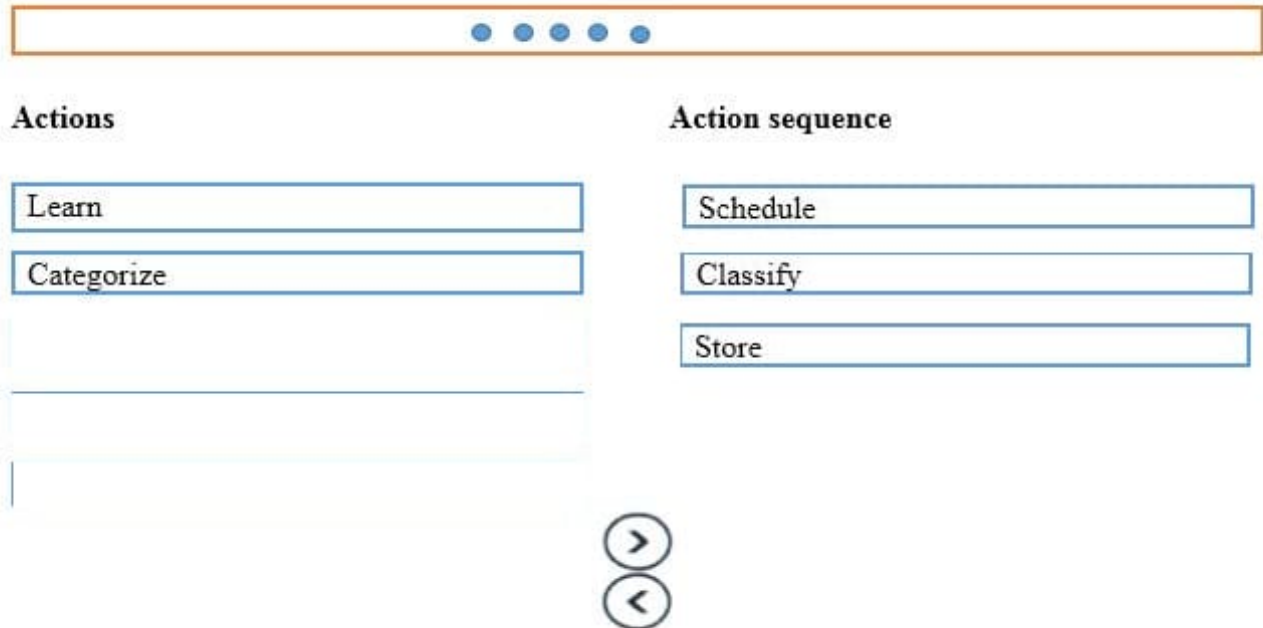 Actions
Action sequence
Learn
Schedule
Categorize
Classify
Store